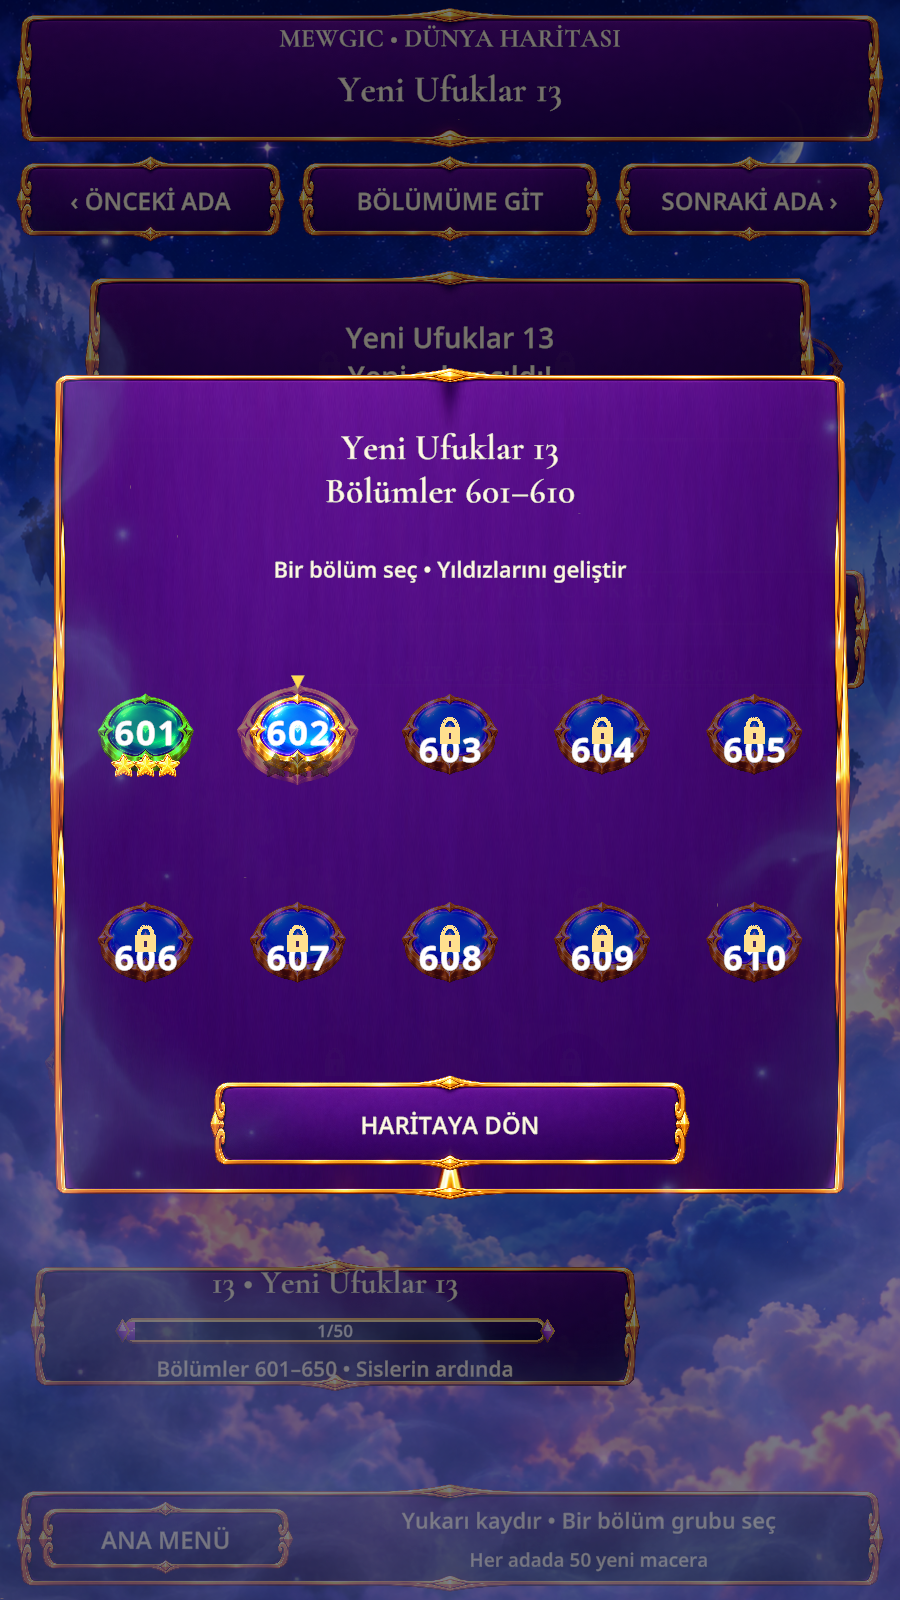 MEWGIC • DÜNYA HARİTASI
Yeni Ufuklar 13
‹ ÖNCEKİ ADA
BÖLÜMÜME GİT
SONRAKİ ADA ›
Yeni Ufuklar 13
Yeni Ufuklar 13
Bölümler 601–610
Bir bölüm seç • Yıldızlarını geliştir
601
602
603
604
605
606
607
608
609
610
HARİTAYA DÖN
13 • Yeni Ufuklar 13
1/50
Bölümler 601–650 • Sislerin ardında
ANA MENÜ
Yukarı kaydır • Bir bölüm grubu seç
Her adada 50 yeni macera